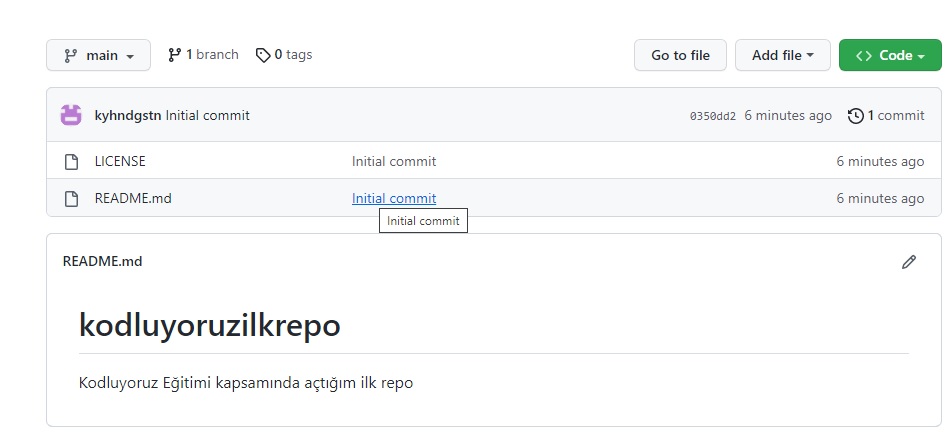 main 1 branch 0 tags Go to file Add file Code
kyhndgstn Initial commit 0350dd2 6 minutes ago 1 commit
LICENSE Initial commit 6 minutes ago
README.md Initial commit 6 minutes ago
Initial commit
README.md
kodluyoruzilkrepo
Kodluyoruz Eğitimi kapsamında açtığım ilk repo